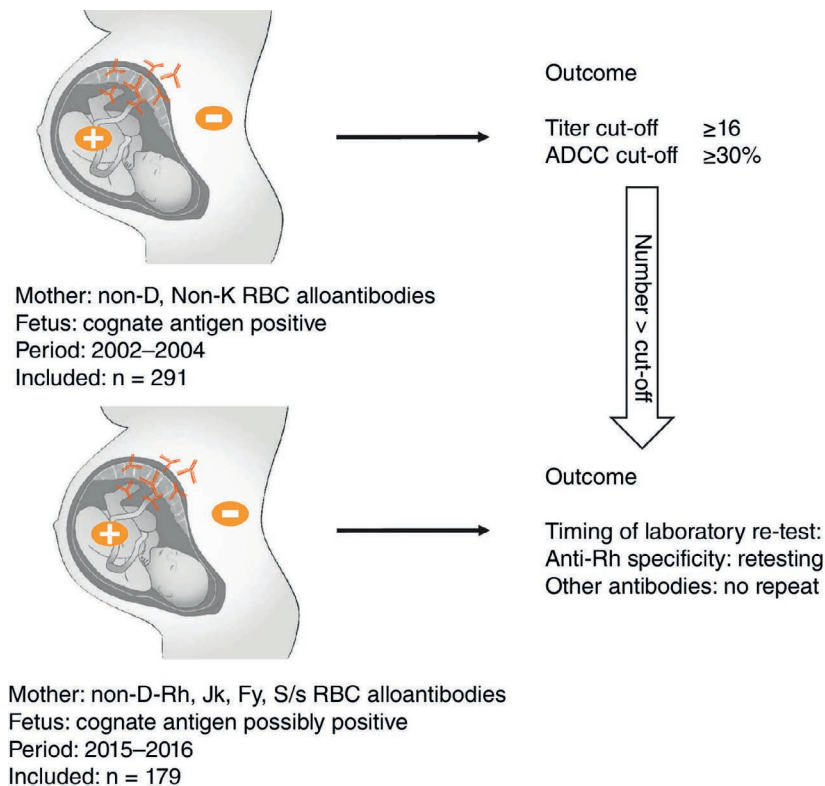 Outcome
Titer cut-off ≥16
ADCC cut-off ≥30%
Mother: non-D, Non-K RBC alloantibodies
Fetus: cognate antigen positive
Period: 2002–2004
Included: n = 291
Number > cut-off
Outcome
Timing of laboratory re-test:
Anti-Rh specificity: retesting
Other antibodies: no repeat
Mother: non-D-Rh, Jk, Fy, S/s RBC alloantibodies
Fetus: cognate antigen possibly positive
Period: 2015–2016
Included: n = 179